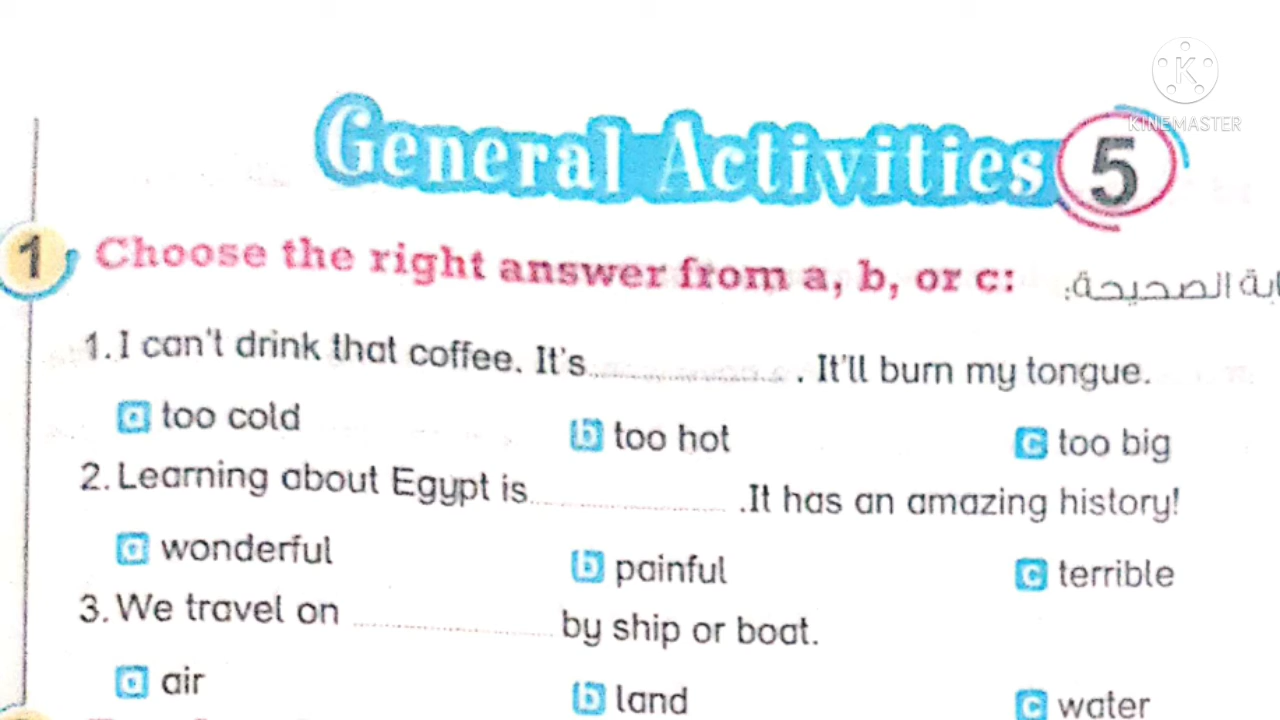 KINEMASTER
General Activities 5
1 Choose the right answer from a, b, or c: الصحيحة:
1. I can't drink that coffee. It's ............ . It'll burn my tongue.
a too cold b too hot c too big
2. Learning about Egypt is ............ .It has an amazing history!
a wonderful b painful c terrible
3. We travel on ............ by ship or boat.
a air b land c water